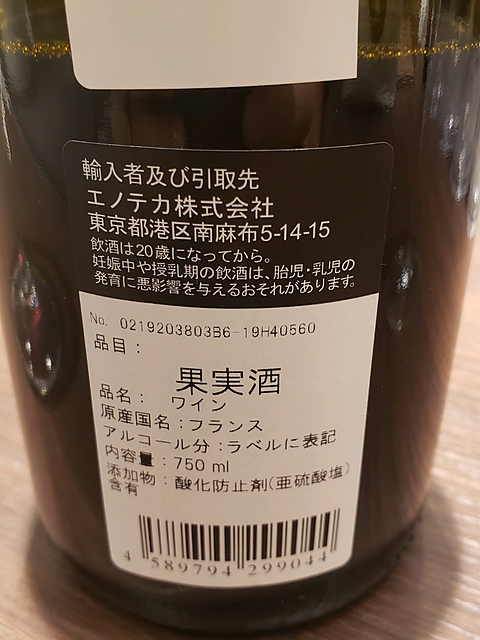 輸入者及び引取先
エノテカ株式会社
東京都港区南麻布5-14-15
飲酒は20歳になってから。
妊娠中や授乳期の飲酒は、胎児・乳児の
発育に悪影響を与えるおそれがあります。
No. 0219203803B6-19H40560
品目：
果実酒
品名： ワイン
原産国名：フランス
アルコール分：ラベルに表記
内容量：750 ml
添加物：酸化防止剤(亜硫酸塩)
含有
4 589794 299044